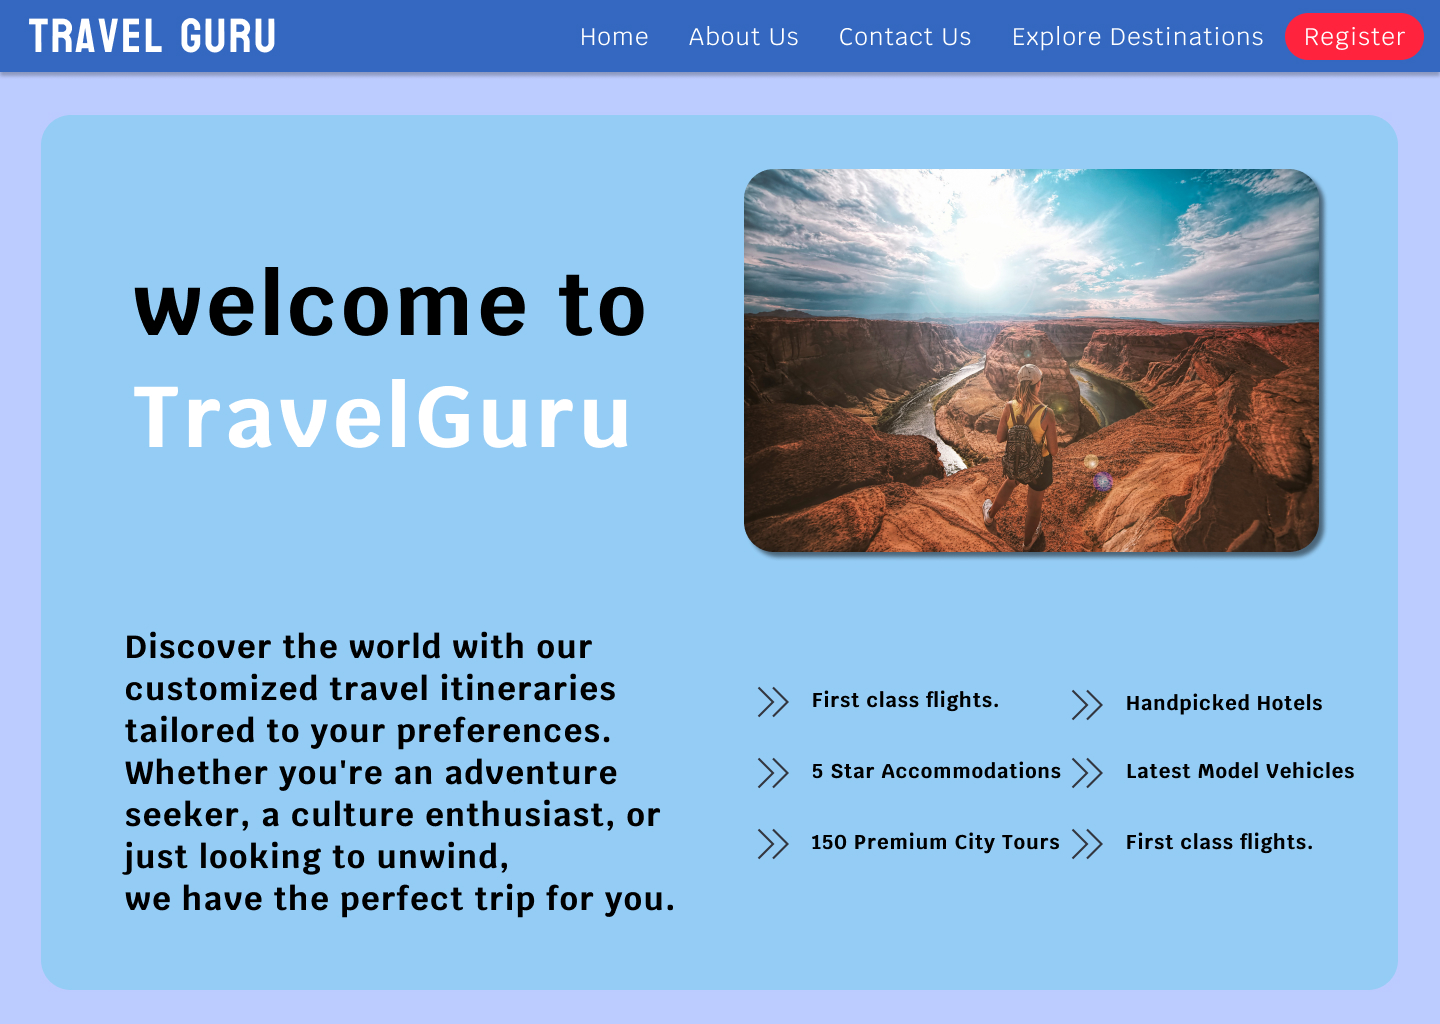 TRAVEL GURU
Home
About Us
Contact Us
Explore Destinations
Register
welcome to
TravelGuru
Discover the world with our
customized travel itineraries
tailored to your preferences.
Whether you're an adventure
seeker, a culture enthusiast, or
just looking to unwind,
we have the perfect trip for you.
First class flights.
Handpicked Hotels
5 Star Accommodations
Latest Model Vehicles
150 Premium City Tours
First class flights.